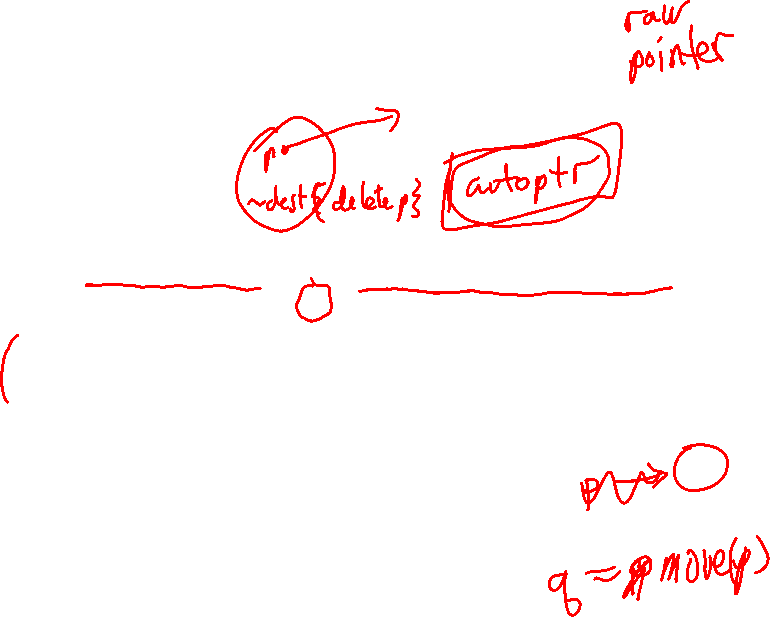 raw
pointer
p
~dest{delete p}
autoptr
p
q = move(p)